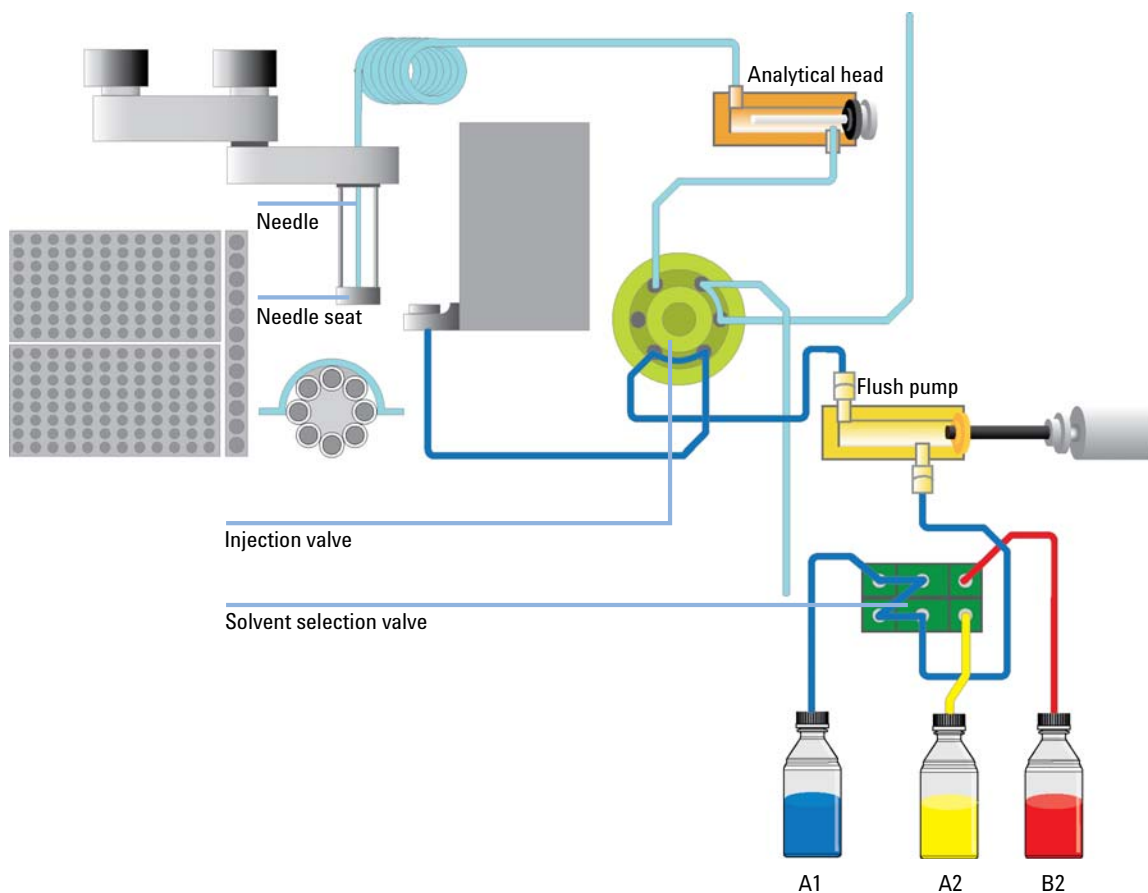 Analytical head
Needle
Needle seat
Flush pump
Injection valve
Solvent selection valve
A1
A2
B2